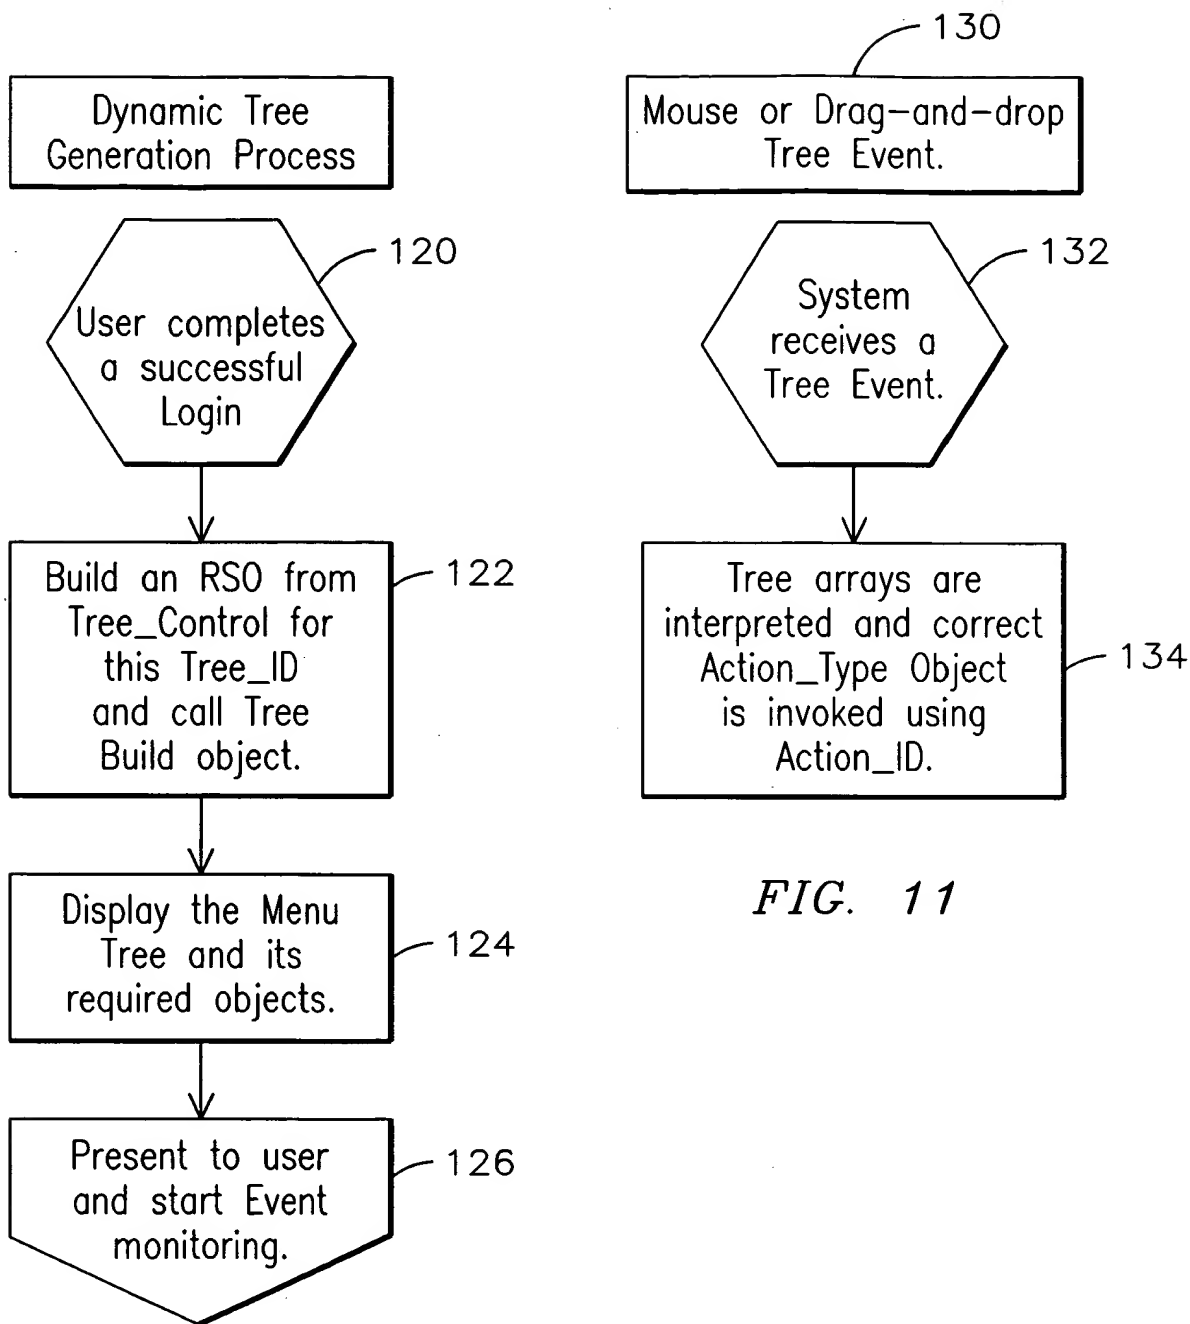 Dynamic Tree
Generation Process
120
User completes
a successful
Login
Build an RSO from
Tree_Control for
this Tree_ID
and call Tree
Build object.
122
Display the Menu
Tree and its
required objects.
124
Present to user
and start Event
monitoring.
126
130
Mouse or Drag-and-drop
Tree Event.
132
System
receives a
Tree Event.
Tree arrays are
interpreted and correct
Action_Type Object
is invoked using
Action_ID.
134
FIG. 11